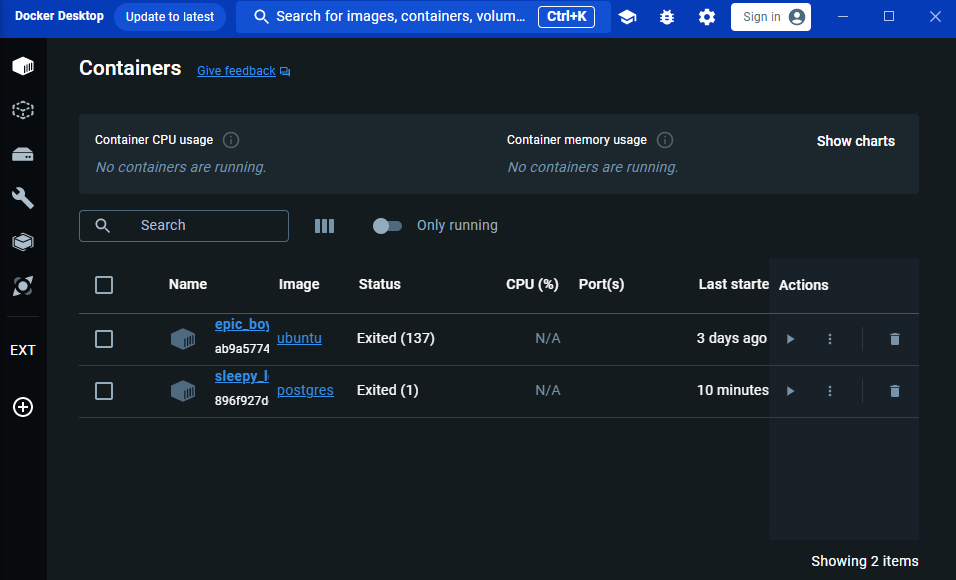 Docker Desktop Update to latest Search for images, containers, volum... Ctrl+K Sign in
Containers Give feedback
Container CPU usage Container memory usage Show charts
No containers are running. No containers are running.
Search Only running
Name Image Status CPU (%) Port(s) Last starte Actions
epic_boy
ab9a5774 ubuntu Exited (137) N/A 3 days ago
sleepy_l
896f927d postgres Exited (1) N/A 10 minutes
EXT
Showing 2 items